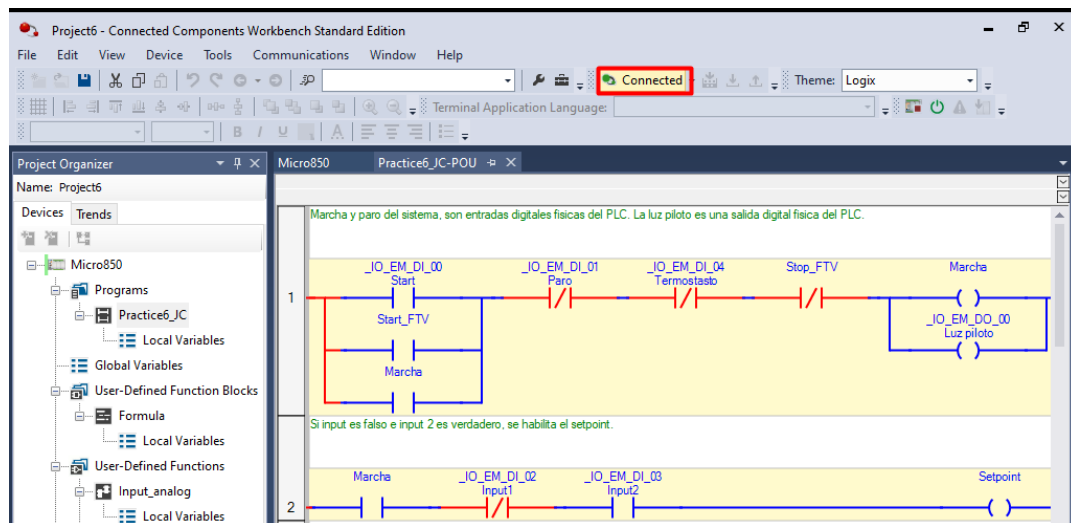 Project6 - Connected Components Workbench Standard Edition
File Edit View Device Tools Communications Window Help
Connected Theme: Logix
Terminal Application Language:
B I U A
Project Organizer
Name: Project6
Devices Trends
Micro850
Programs
Practice6_JC
Local Variables
Global Variables
User-Defined Function Blocks
Formula
Local Variables
User-Defined Functions
Input_analog
Local Variables
Micro850 Practice6_JC-POU
Marcha y paro del sistema, son entradas digitales fisicas del PLC. La luz piloto es una salida digital fisica del PLC.
_IO_EM_DI_00 _IO_EM_DI_01 _IO_EM_DI_04 Stop_FTV Marcha
Start Paro Termostasto
1
Start_FTV _IO_EM_DO_00
Luz piloto
Marcha
Si input es falso e input 2 es verdadero, se habilita el setpoint.
Marcha _IO_EM_DI_02 _IO_EM_DI_03 Setpoint
Input1 Input2
2